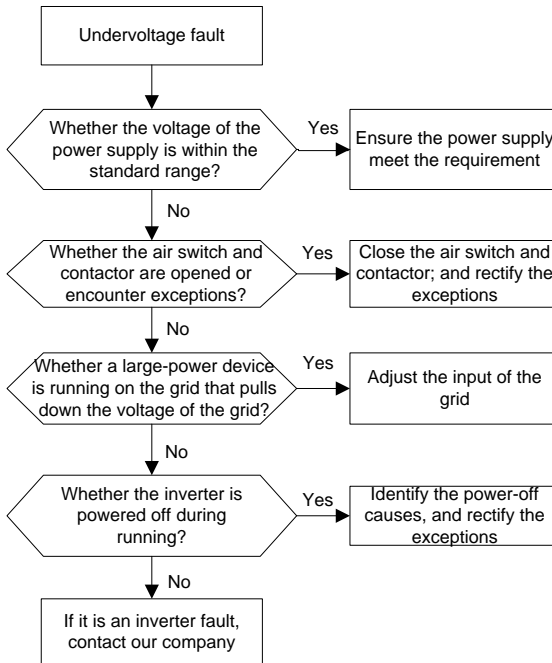 Undervoltage fault
Whether the voltage of the
power supply is within the
standard range?
Yes
Ensure the power supply
meet the requirement
No
Whether the air switch and
contactor are opened or
encounter exceptions?
Yes
Close the air switch and
contactor; and rectify the
exceptions
No
Whether a large-power device
is running on the grid that pulls
down the voltage of the grid?
Yes
Adjust the input of the
grid
No
Whether the inverter is
powered off during
running?
Yes
Identify the power-off
causes, and rectify the
exceptions
No
If it is an inverter fault,
contact our company